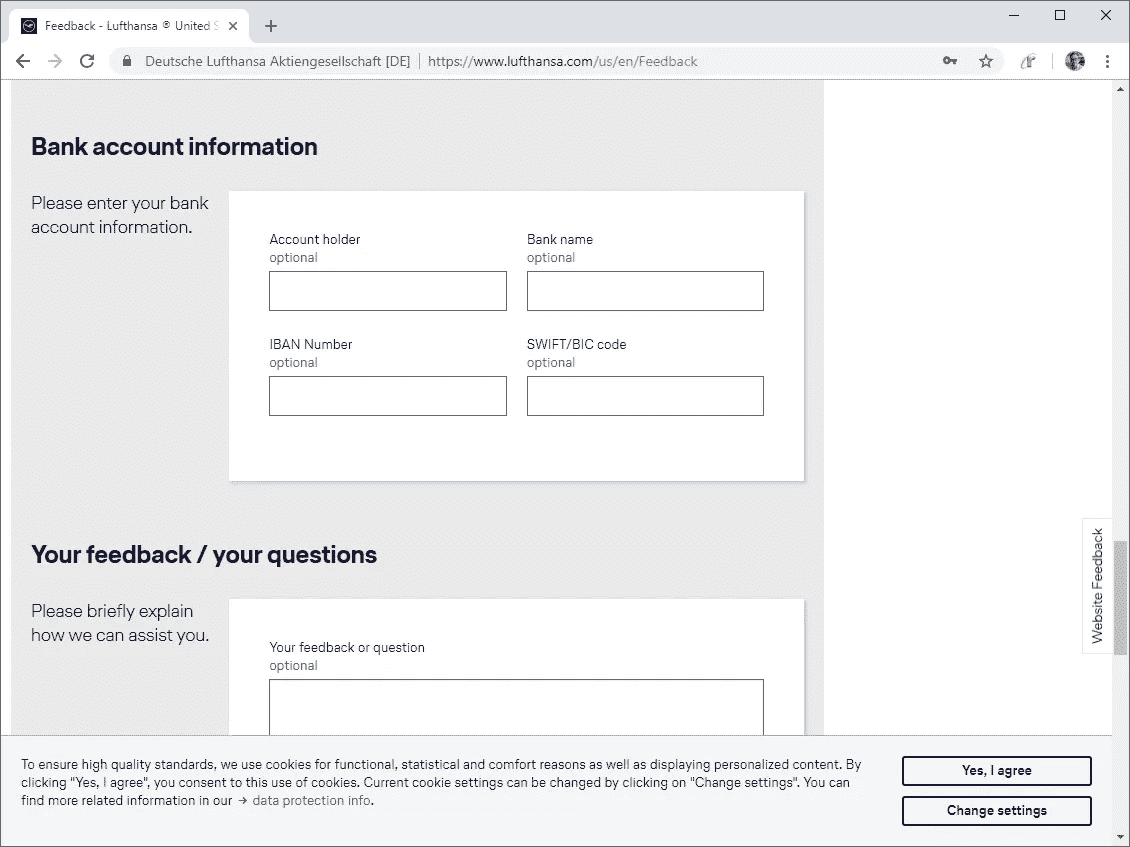 Feedback - Lufthansa ® United S
Deutsche Lufthansa Aktiengesellschaft [DE] https://www.lufthansa.com/us/en/Feedback
Bank account information
Please enter your bank
account information.
Account holder
optional
Bank name
optional
IBAN Number
optional
SWIFT/BIC code
optional
Your feedback / your questions
Please briefly explain
how we can assist you.
Your feedback or question
optional
Website Feedback
To ensure high quality standards, we use cookies for functional, statistical and comfort reasons as well as displaying personalized content. By
clicking "Yes, I agree", you consent to this use of cookies. Current cookie settings can be changed by clicking on "Change settings". You can
find more related information in our → data protection info.
Yes, I agree
Change settings